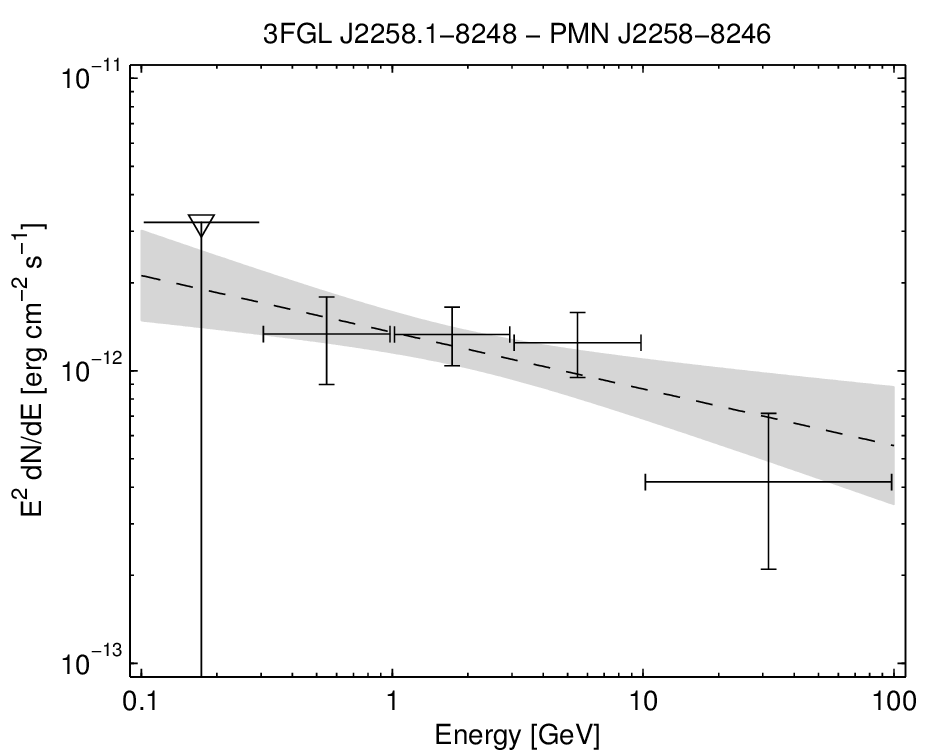 3FGL J2258.1−8248 − PMN J2258−8246
10⁻¹¹
10⁻¹²
10⁻¹³
E² dN/dE [erg cm⁻² s⁻¹]
0.1 1 10 100
Energy [GeV]